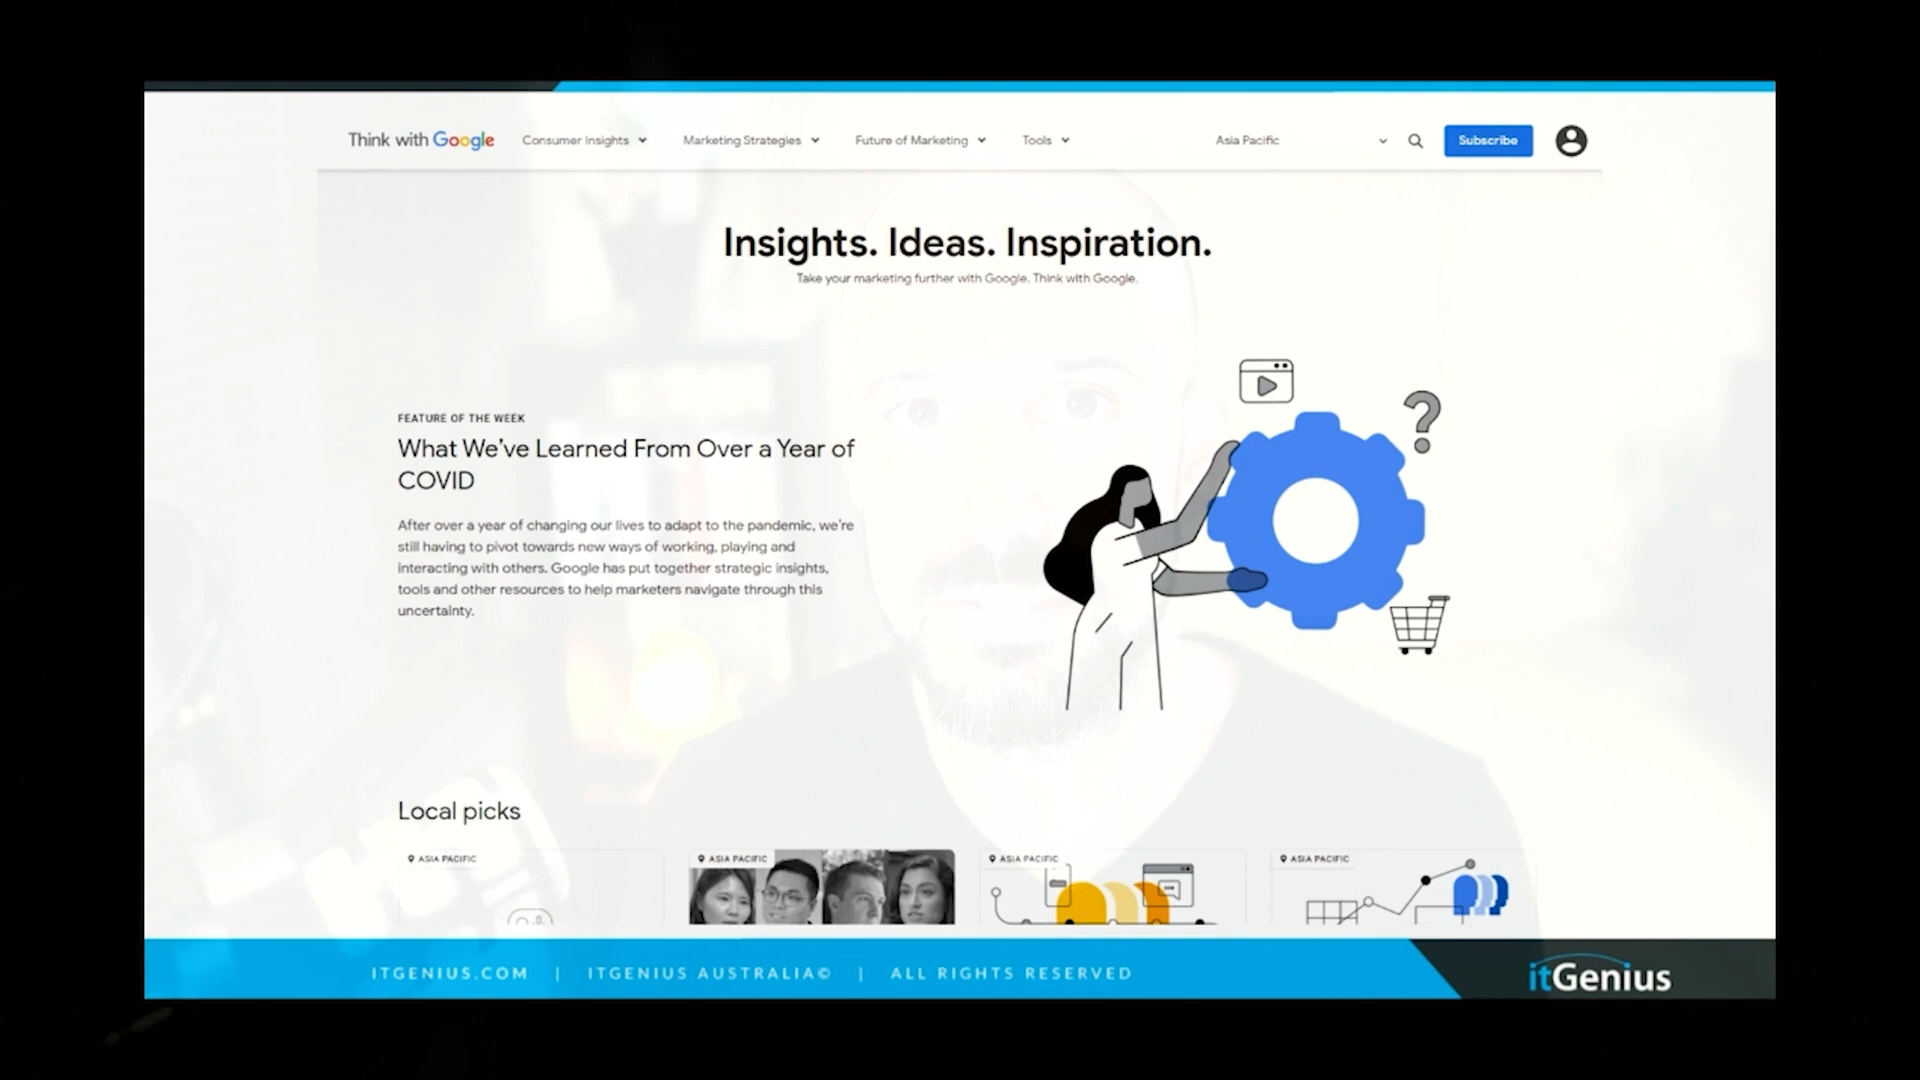 Think with Google Consumer Insights Marketing Strategies Future of Marketing Tools Asia Pacific Subscribe
Insights. Ideas. Inspiration.
Take your marketing further with Google. Think with Google.
FEATURE OF THE WEEK
What We've Learned From Over a Year of
COVID
After over a year of changing our lives to adapt to the pandemic, we're
still having to pivot towards new ways of working, playing and
interacting with others. Google has put together strategic insights,
tools and other resources to help marketers navigate through this
uncertainty.
Local picks
ASIA PACIFIC ASIA PACIFIC ASIA PACIFIC ASIA PACIFIC
ITGENIUS.COM | ITGENIUS AUSTRALIA© | ALL RIGHTS RESERVED
itGenius